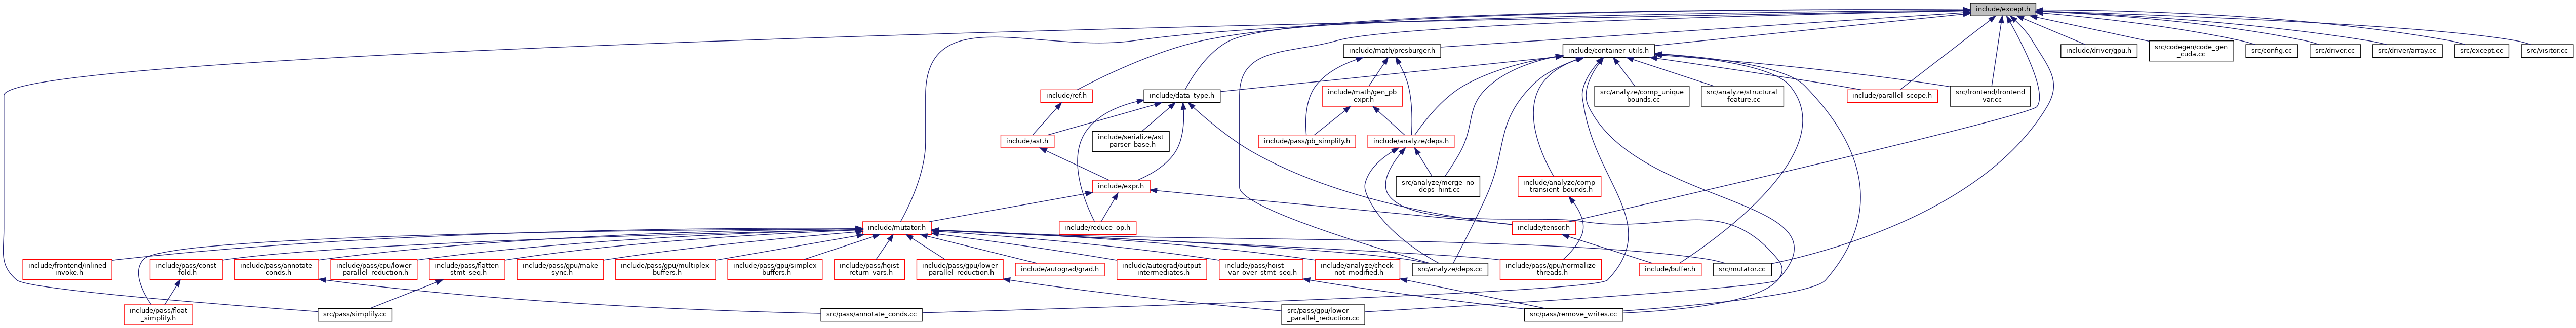 include/except.h
include/math/presburger.h
include/container_utils.h
include/driver/gpu.h
src/codegen/code_gen
_cuda.cc
src/config.cc
src/driver.cc
src/driver/array.cc
src/except.cc
src/visitor.cc
include/ref.h
include/data_type.h
include/math/gen_pb
_expr.h
src/analyze/comp_unique
_bounds.cc
src/analyze/structural
_feature.cc
include/parallel_scope.h
src/frontend/frontend
_var.cc
include/ast.h
include/serialize/ast
_parser_base.h
include/pass/pb_simplify.h
include/analyze/deps.h
include/expr.h
src/analyze/merge_no
_deps_hint.cc
include/analyze/comp
_transient_bounds.h
include/mutator.h
include/reduce_op.h
include/tensor.h
include/frontend/inlined
_invoke.h
include/pass/const
_fold.h
include/pass/annotate
_conds.h
include/pass/cpu/lower
_parallel_reduction.h
include/pass/flatten
_stmt_seq.h
include/pass/gpu/make
_sync.h
include/pass/gpu/multiplex
_buffers.h
include/pass/gpu/simplex
_buffers.h
include/pass/hoist
_return_vars.h
include/pass/gpu/lower
_parallel_reduction.h
include/autograd/grad.h
include/autograd/output
_intermediates.h
include/pass/hoist
_var_over_stmt_seq.h
include/analyze/check
_not_modified.h
src/analyze/deps.cc
include/pass/gpu/normalize
_threads.h
include/buffer.h
src/mutator.cc
include/pass/float
_simplify.h
src/pass/simplify.cc
src/pass/annotate_conds.cc
src/pass/gpu/lower
_parallel_reduction.cc
src/pass/remove_writes.cc